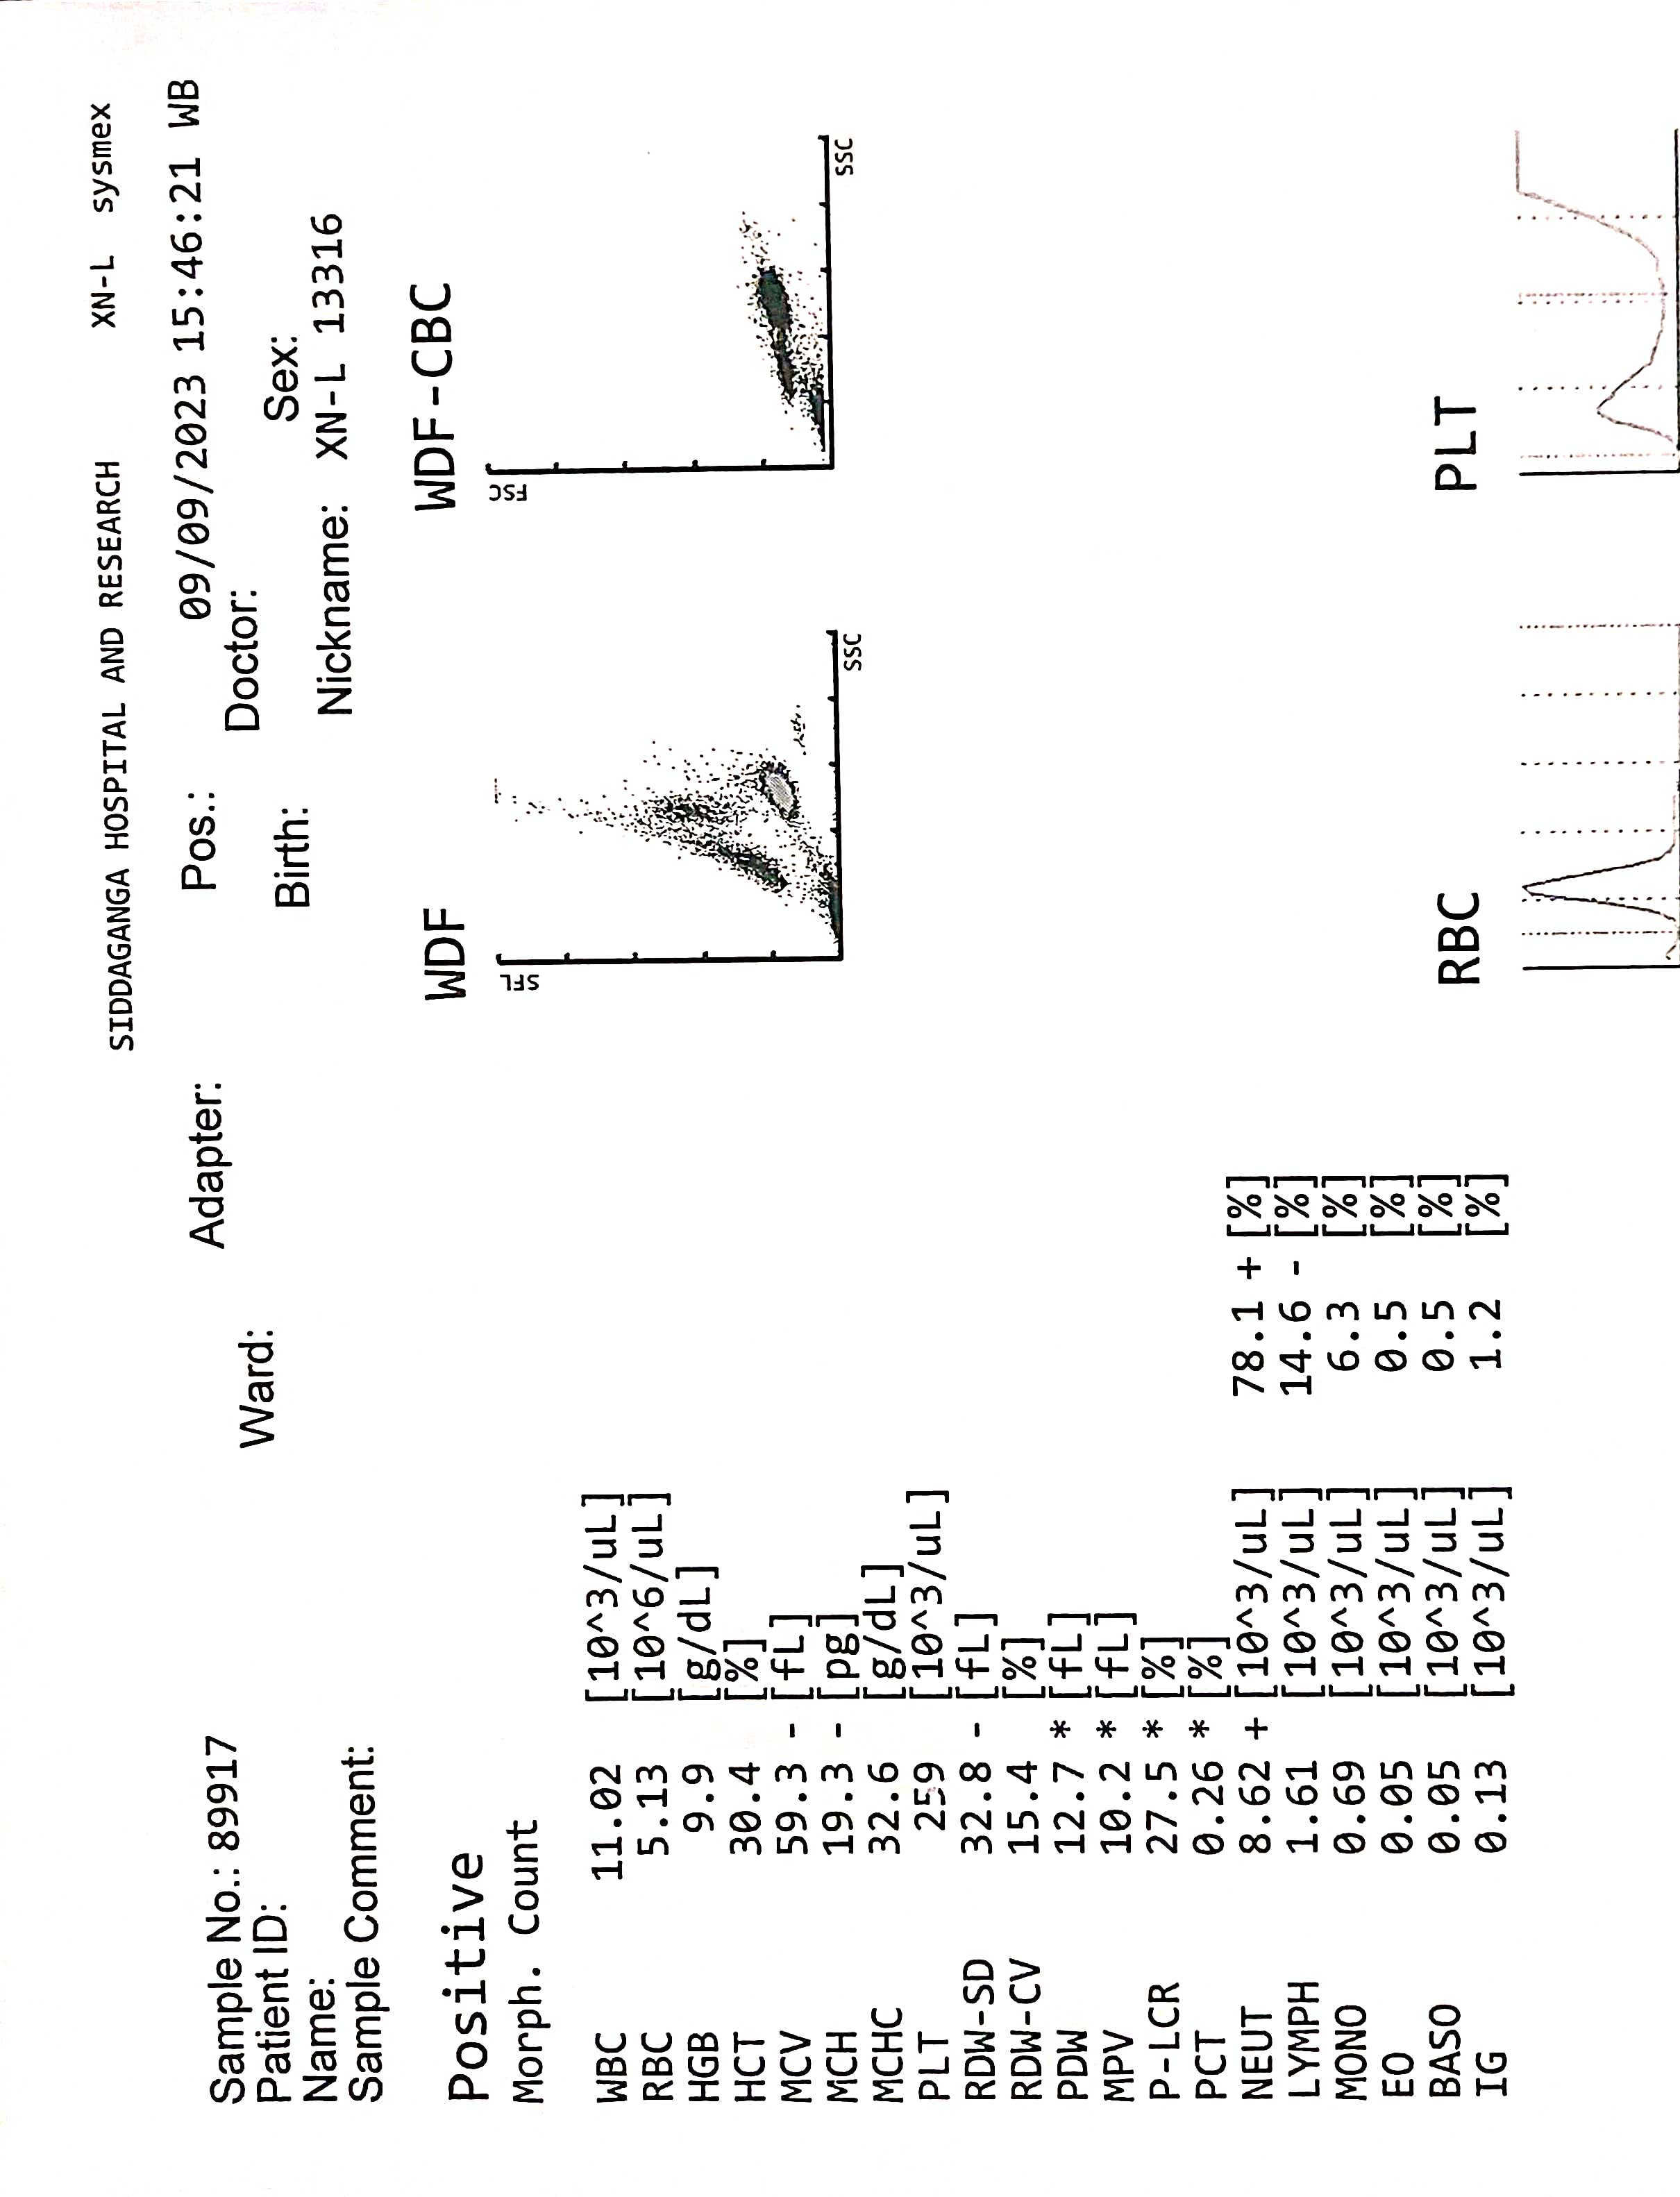 SIDDAGANGA HOSPITAL AND RESEARCH XN-L sysmex
Sample No.: 89917 Adapter: Pos.: 09/09/2023 15:46:21 WB
Patient ID: Ward: Doctor:
Name: Birth: Sex:
Sample Comment: Nickname: XN-L 13316
Positive
Morph. Count
WDF
SFL
SSC
WDF-CBC
FSC
SSC
WBC 11.02 [10^3/uL]
RBC 5.13 [10^6/uL]
HGB 9.9 [g/dL]
HCT 30.4 [%]
MCV 59.3 - [fL]
MCH 19.3 - [pg]
MCHC 32.6 [g/dL]
PLT 259 [10^3/uL]
RDW-SD 32.8 - [fL]
RDW-CV 15.4 [%]
PDW 12.7 * [fL]
MPV 10.2 * [fL]
P-LCR 27.5 * [%]
PCT 0.26 * [%]
NEUT 8.62 + [10^3/uL] 78.1 + [%]
LYMPH 1.61 [10^3/uL] 14.6 - [%]
MONO 0.69 [10^3/uL] 6.3 [%]
EO 0.05 [10^3/uL] 0.5 [%]
BASO 0.05 [10^3/uL] 0.5 [%]
IG 0.13 [10^3/uL] 1.2 [%]
RBC
PLT